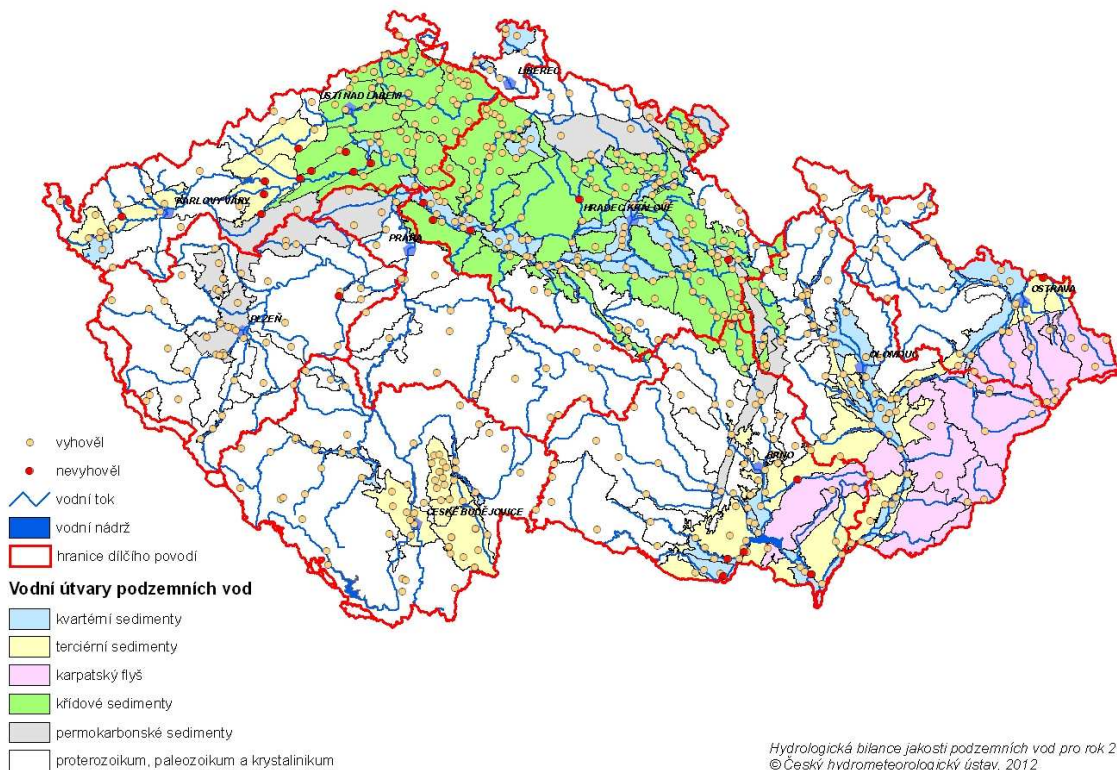 LIBEREC
ÚSTÍ NAD LABEM
KARLOVY VARY
HRADEC KRÁLOVÉ
PRAHA
OSTRAVA
PLZEŇ
OLOMOUC
BRNO
ČESKÉ BUDĚJOVICE
vyhověl
nevyhověl
vodní tok
vodní nádrž
hranice dílčího povodí
Vodní útvary podzemních vod
kvartérní sedimenty
terciérní sedimenty
karpatský flyš
křídové sedimenty
permokarbonské sedimenty
proterozoikum, paleozoikum a krystalinikum
Hydrologická bilance jakosti podzemních vod pro rok 2
© Český hydrometeorologický ústav, 2012